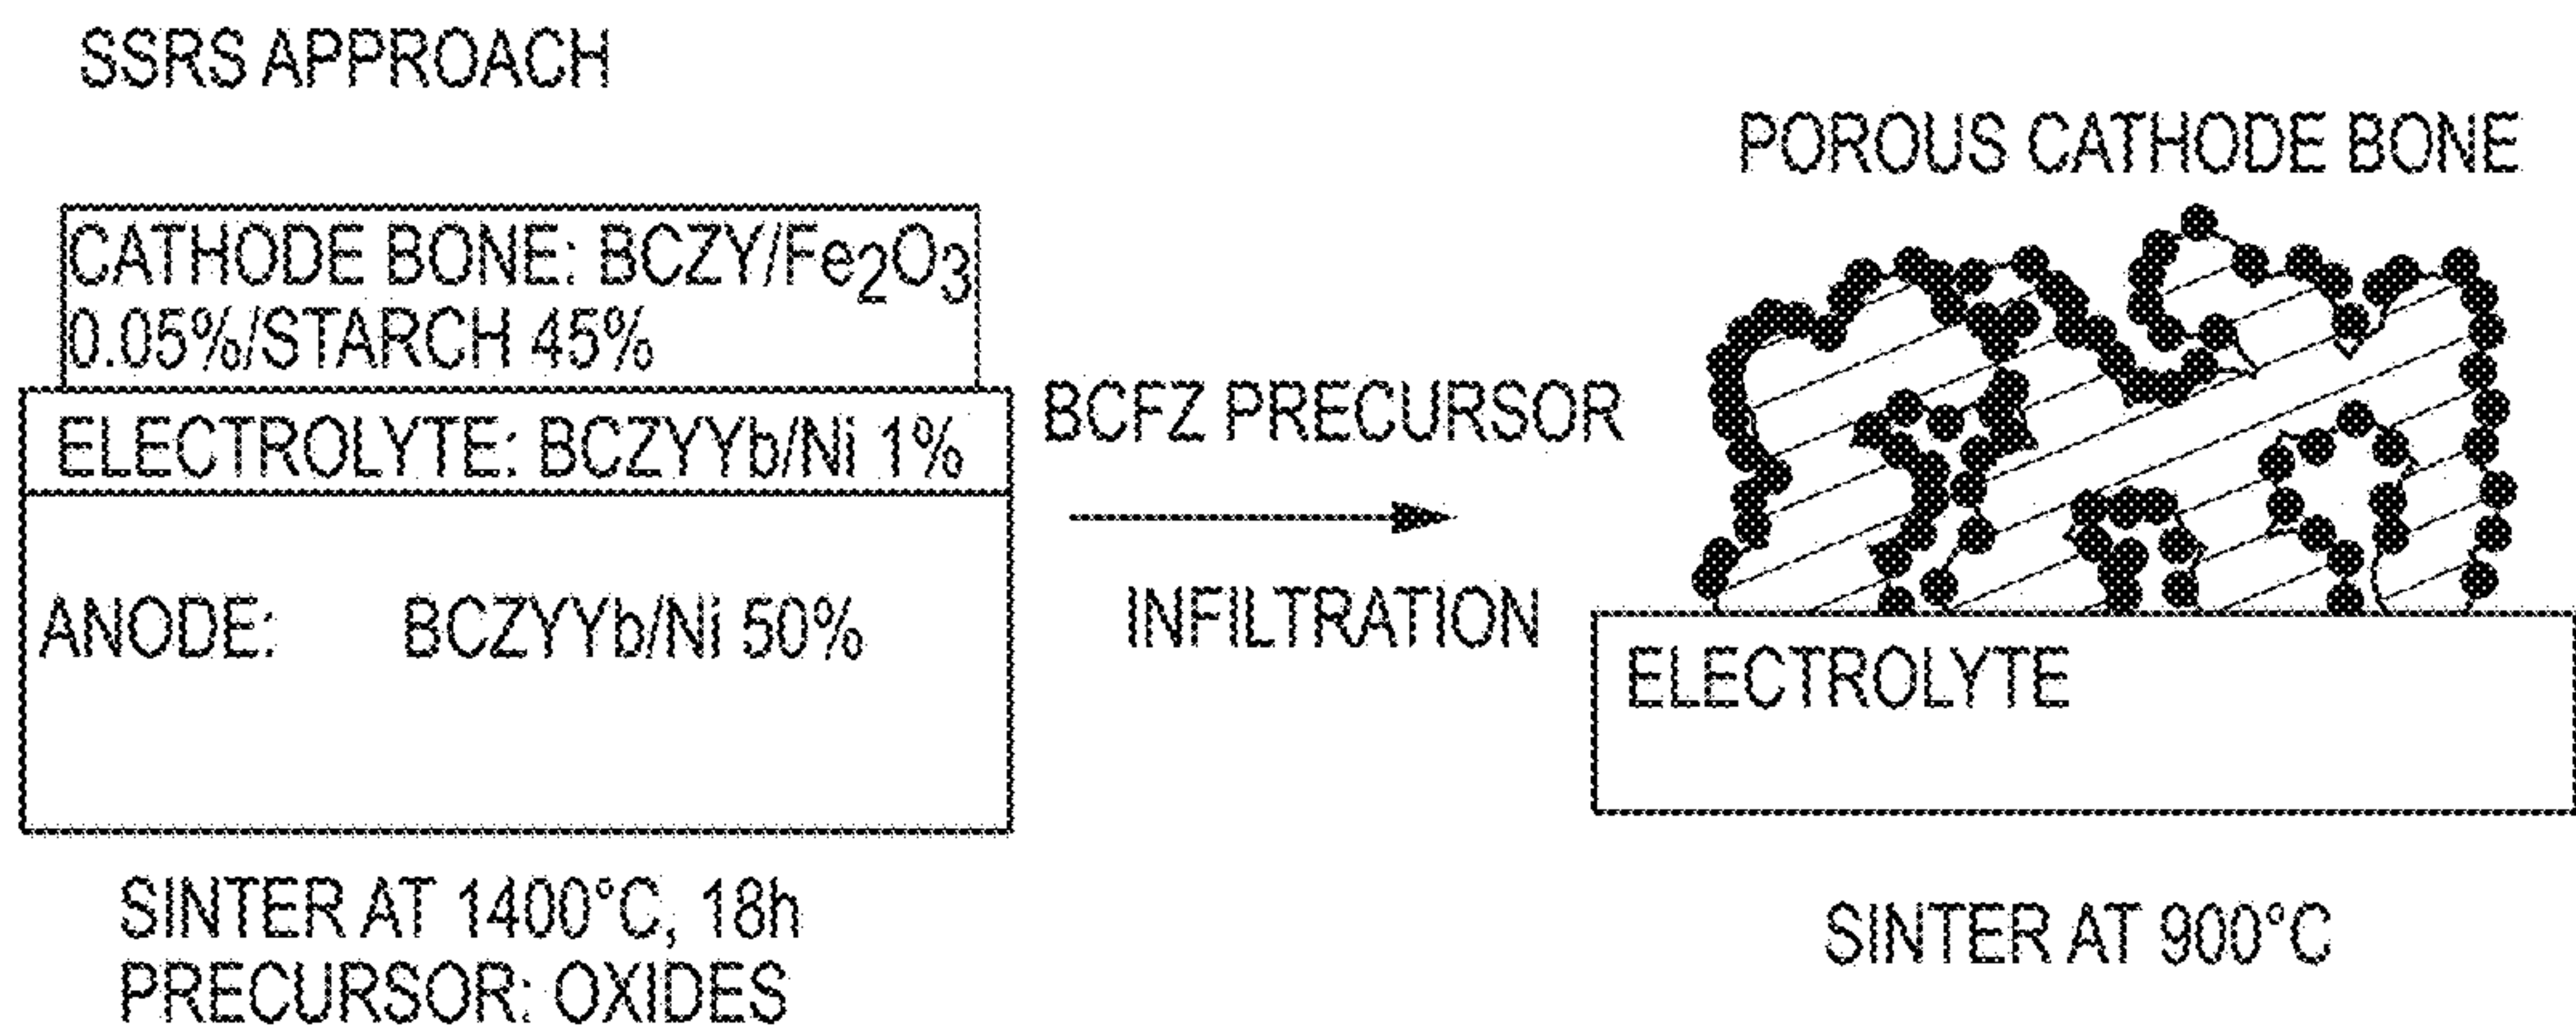 SSRS APPROACH
POROUS CATHODE BONE
CATHODE BONE: BCZY/Fe₂O₃
0.05%/STARCH 45%
ELECTROLYTE: BCZYYb/Ni 1%
ANODE: BCZYYb/Ni 50%
BCFZ PRECURSOR
INFILTRATION
ELECTROLYTE
SINTER AT 1400°C, 18h
PRECURSOR: OXIDES
SINTER AT 900°C